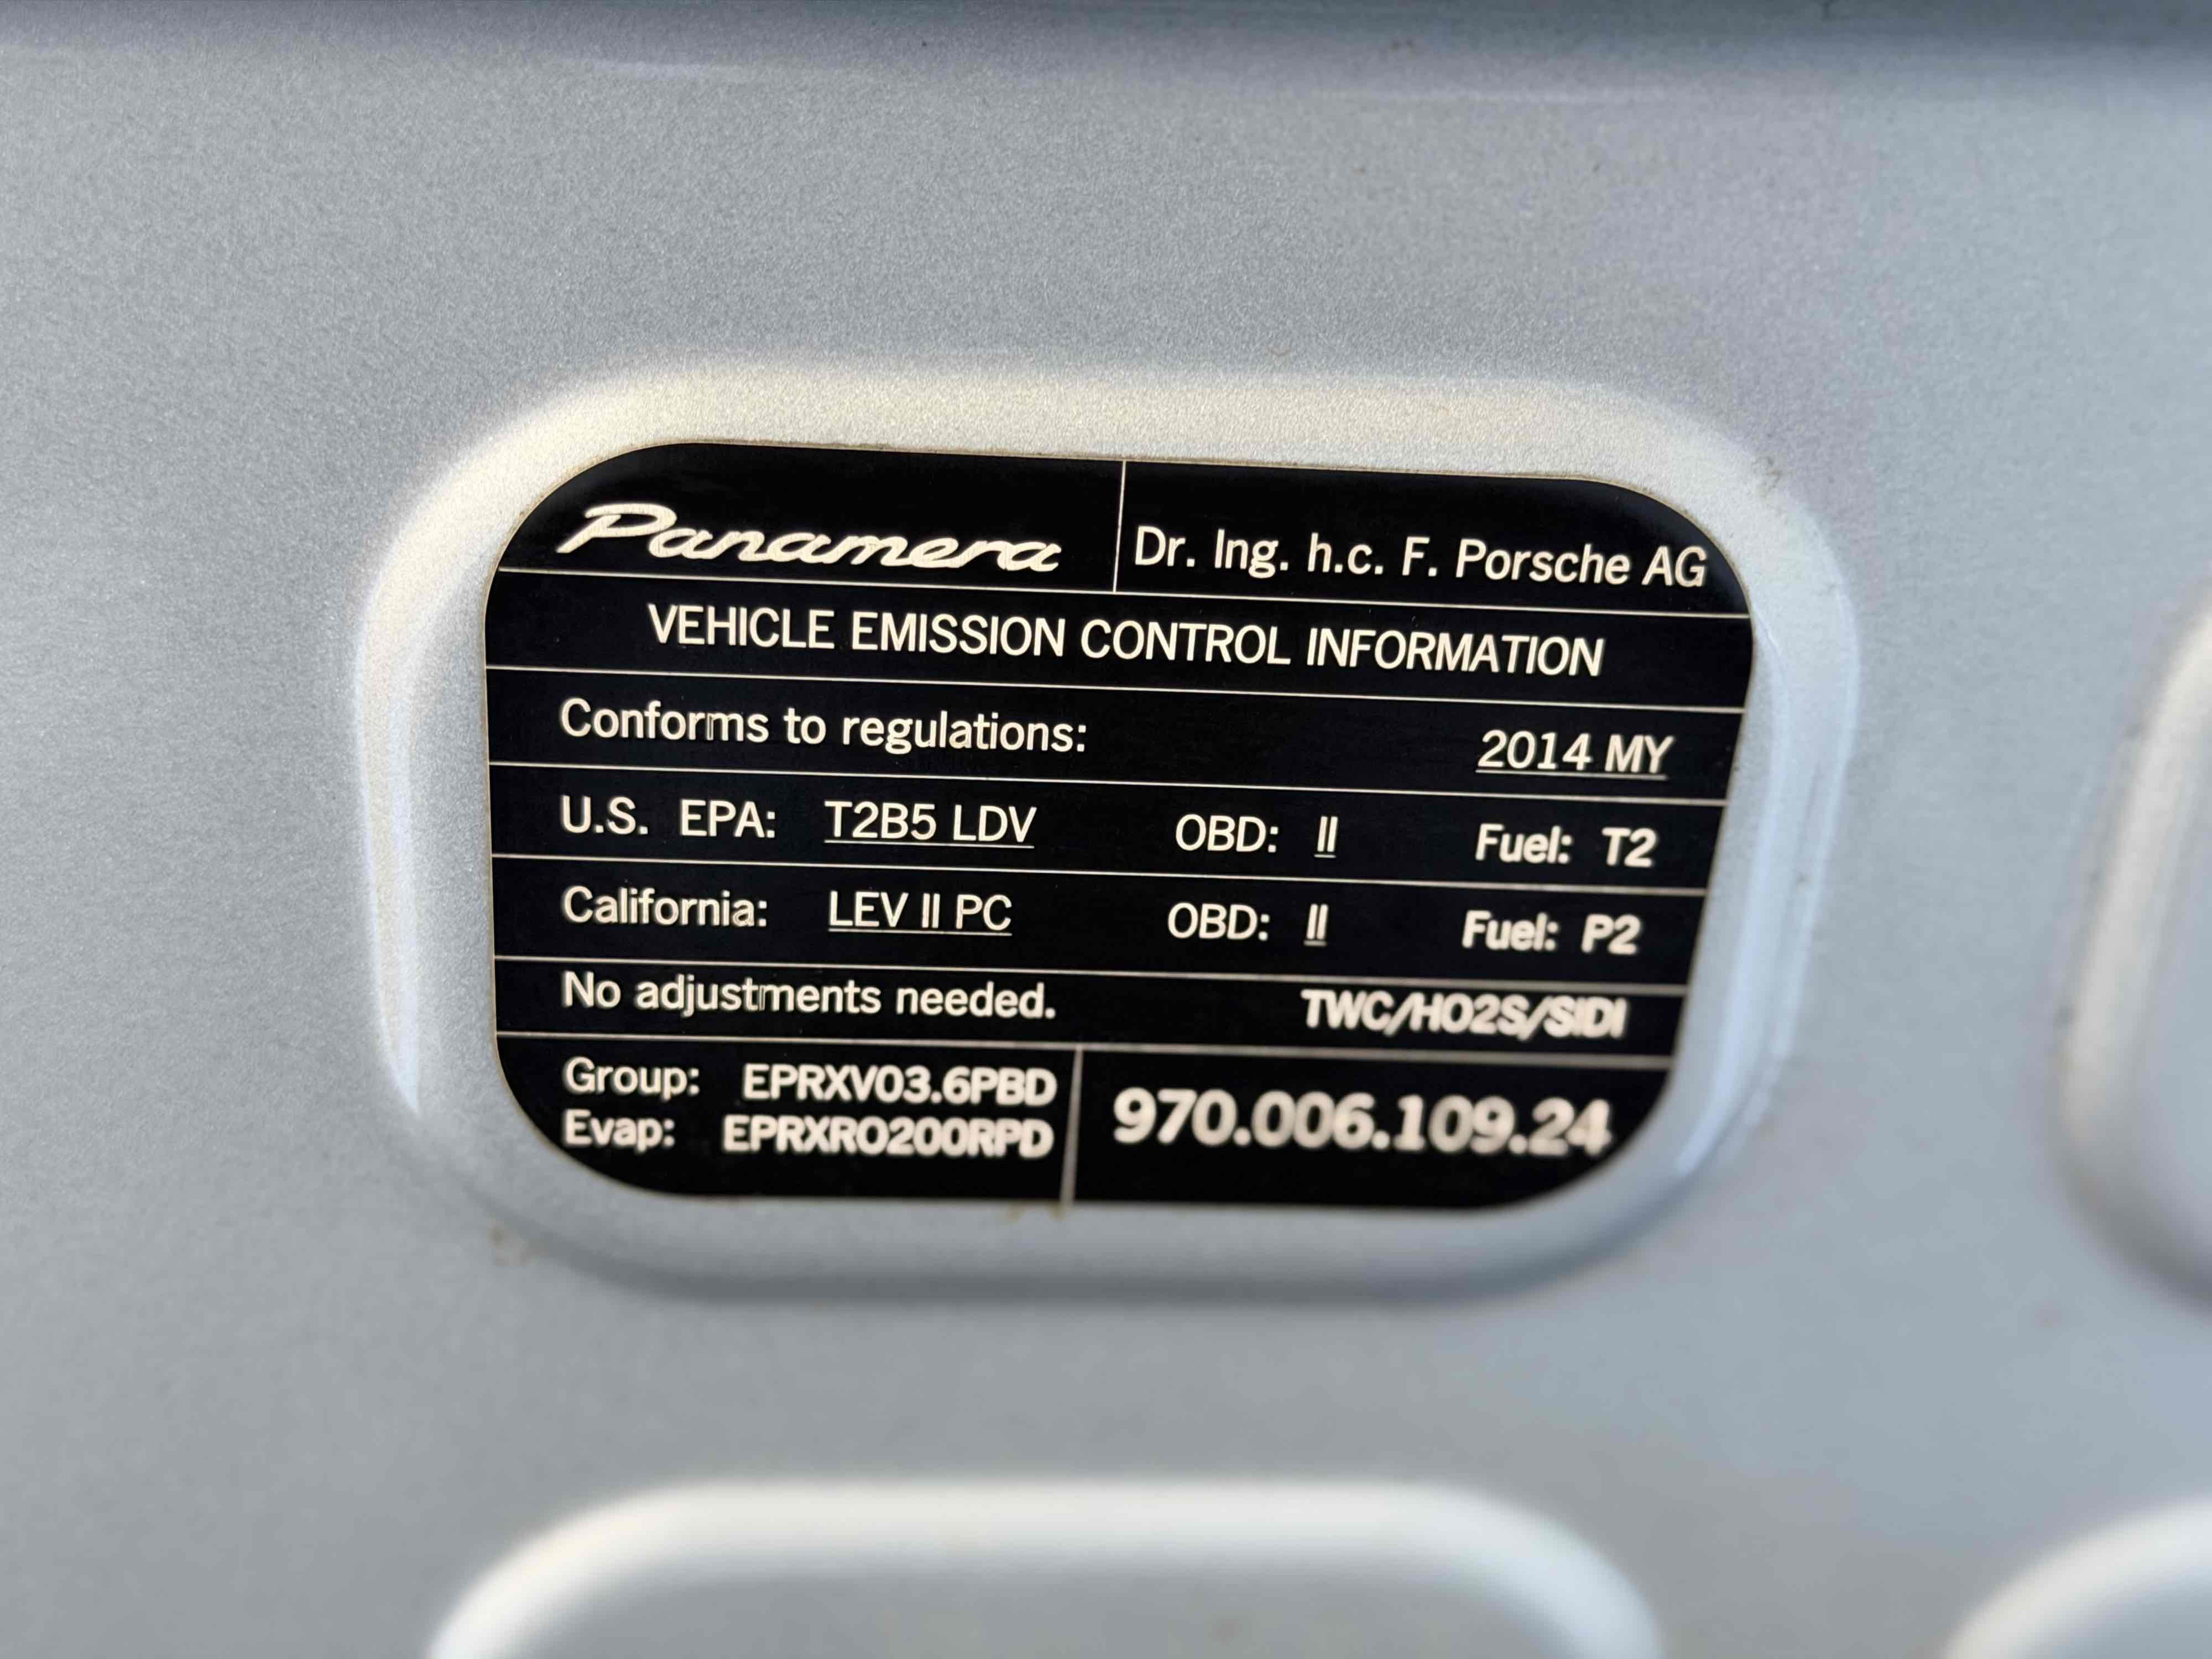 Panamera Dr. Ing. h.c. F. Porsche AG
VEHICLE EMISSION CONTROL INFORMATION
Conforms to regulations: 2014 MY
U.S. EPA: T2B5 LDV OBD: II Fuel: T2
California: LEV II PC OBD: II Fuel: P2
No adjustments needed. TWC/HO2S/SIDI
Group: EPRXV03.6PBD
Evap: EPRXR0200RPD
970.006.109.24